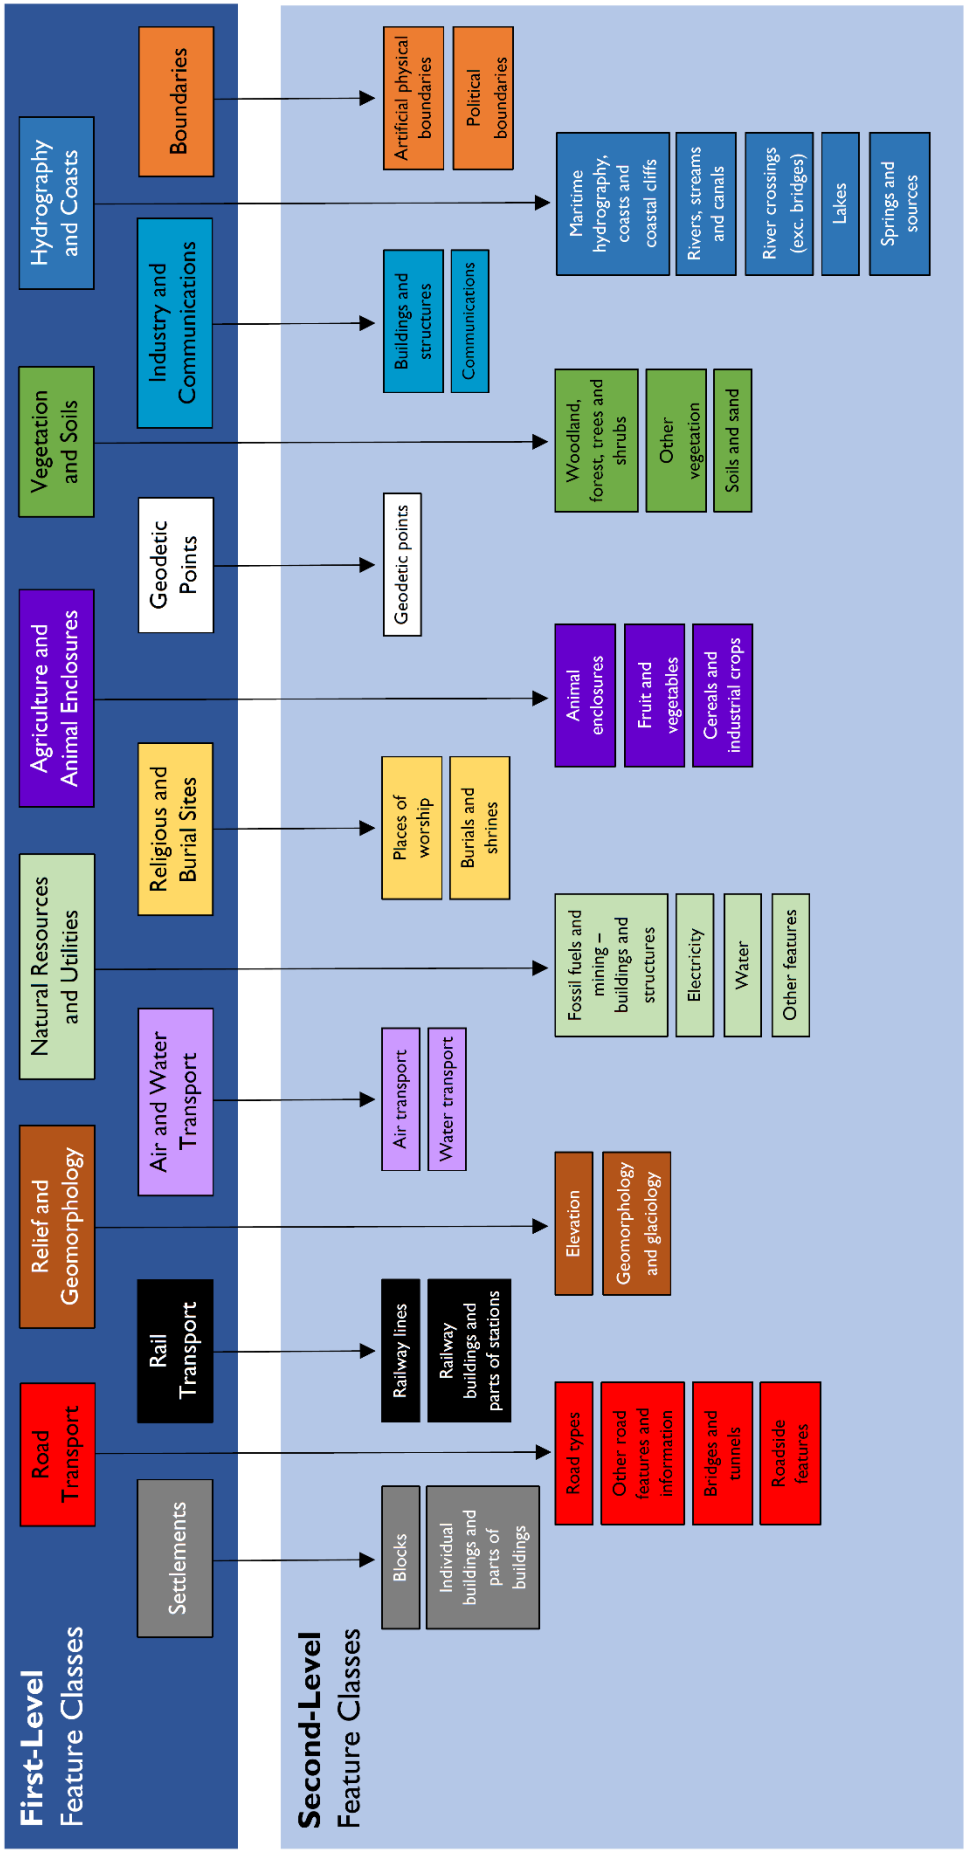 First-Level
Feature Classes
Settlements
Road
Transport
Rail
Transport
Relief and
Geomorphology
Air and Water
Transport
Natural Resources
and Utilities
Religious and
Burial Sites
Agriculture and
Animal Enclosures
Geodetic
Points
Vegetation
and Soils
Industry and
Communications
Hydrography
and Coasts
Boundaries
Second-Level
Feature Classes
Blocks
Individual
buildings and
parts of
buildings
Road types
Other road
features and
information
Bridges and
tunnels
Roadside
features
Railway lines
Railway
buildings and
parts of stations
Elevation
Geomorphology
and glaciology
Air transport
Water transport
Fossil fuels and
mining –
buildings and
structures
Electricity
Water
Other features
Places of
worship
Burials and
shrines
Animal
enclosures
Fruit and
vegetables
Cereals and
industrial crops
Geodetic points
Woodland,
forest, trees and
shrubs
Other
vegetation
Soils and sand
Buildings and
structures
Communications
Maritime
hydrography,
coasts and
coastal cliffs
Rivers, streams
and canals
River crossings
(exc. bridges)
Lakes
Springs and
sources
Artificial physical
boundaries
Political
boundaries